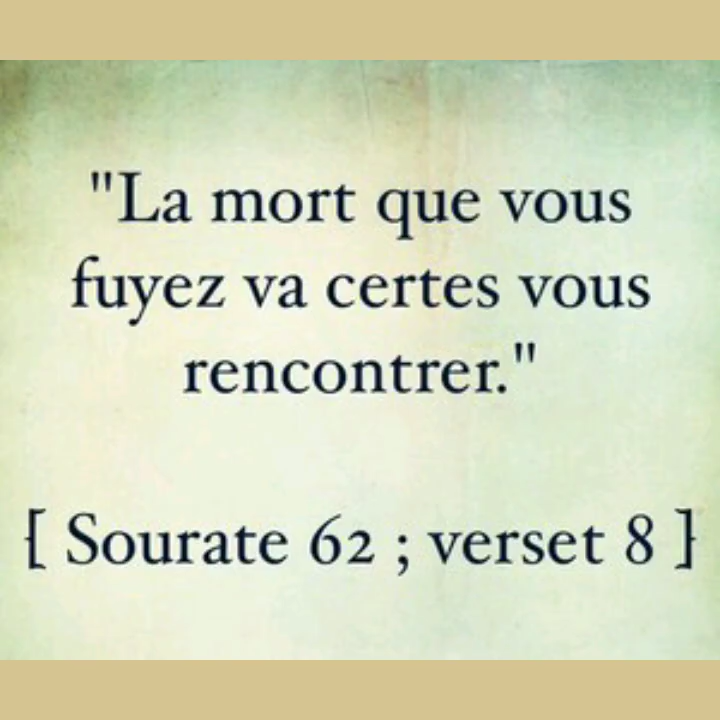 "La mort que vous
fuyez va certes vous
rencontrer."
[ Sourate 62 ; verset 8 ]